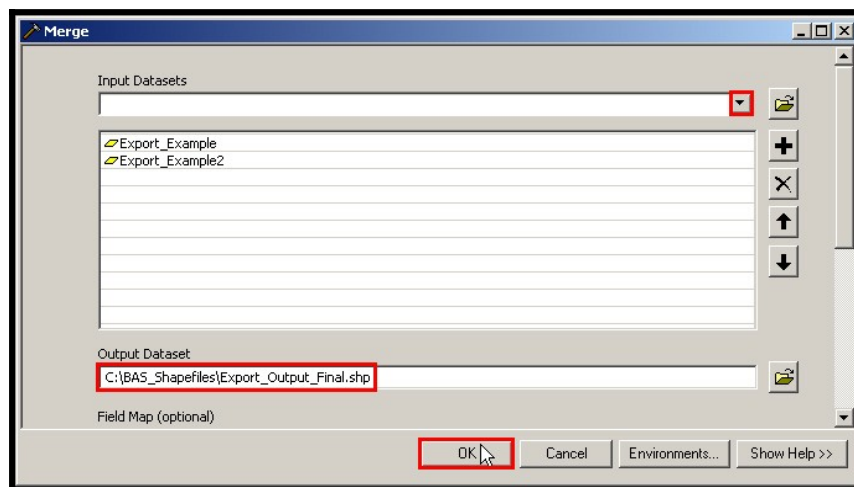 Merge
Input Datasets
Export_Example
Export_Example2
Output Dataset
C:\BAS_Shapefiles\Export_Output_Final.shp
Field Map (optional)
OK
Cancel
Environments...
Show Help >>